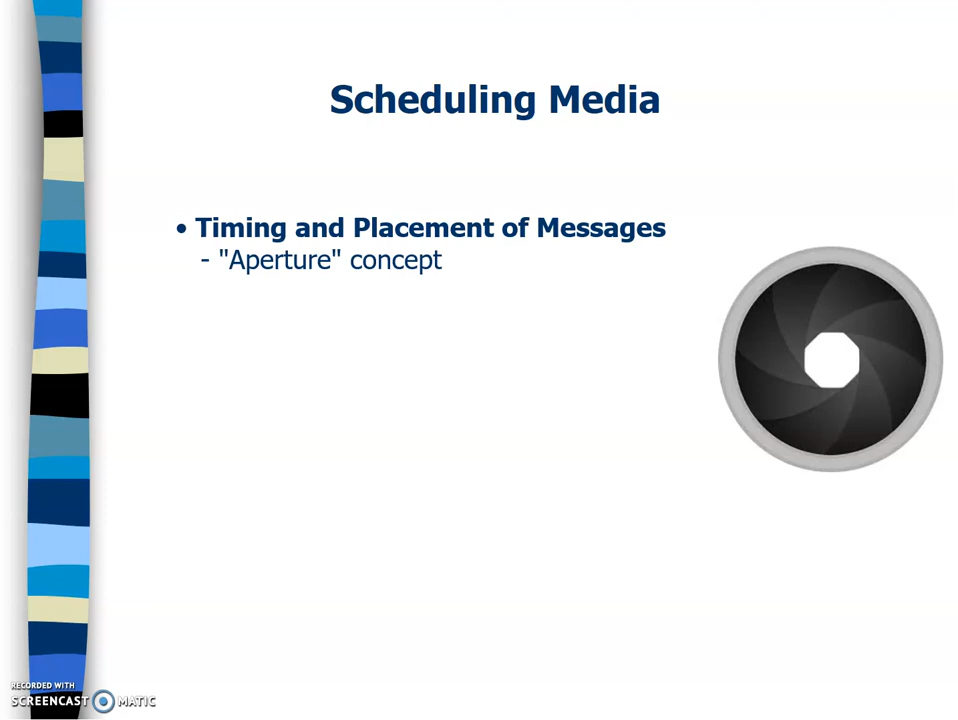 Scheduling Media
• Timing and Placement of Messages
- "Aperture" concept
RECORDED WITH
SCREENCAST MATIC